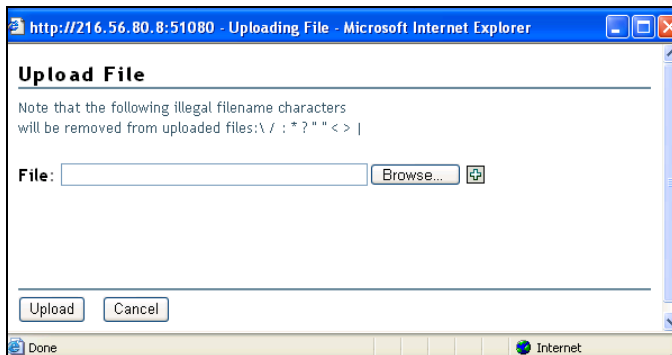 http://216.56.80.8:51080 - Uploading File - Microsoft Internet Explorer
Upload File
Note that the following illegal filename characters
will be removed from uploaded files:\ / : * ? " " < > |
File: Browse...
Upload Cancel
Done Internet